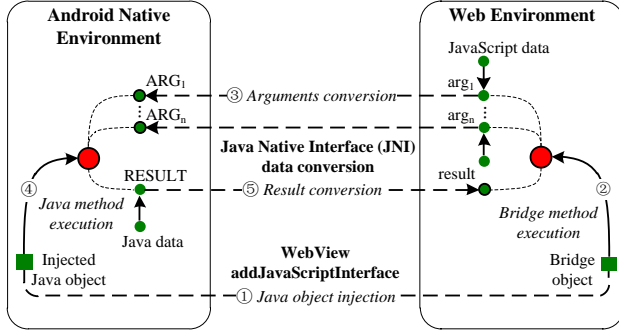 Android Native
Environment
Web Environment
JavaScript data
ARG1
③ Arguments conversion
arg1
ARGn
argn
Java Native Interface (JNI)
data conversion
④
RESULT
⑤ Result conversion
result
②
Java method
execution
Bridge method
execution
Java data
Injected
Java object
WebView
addJavaScriptInterface
Bridge
object
① Java object injection